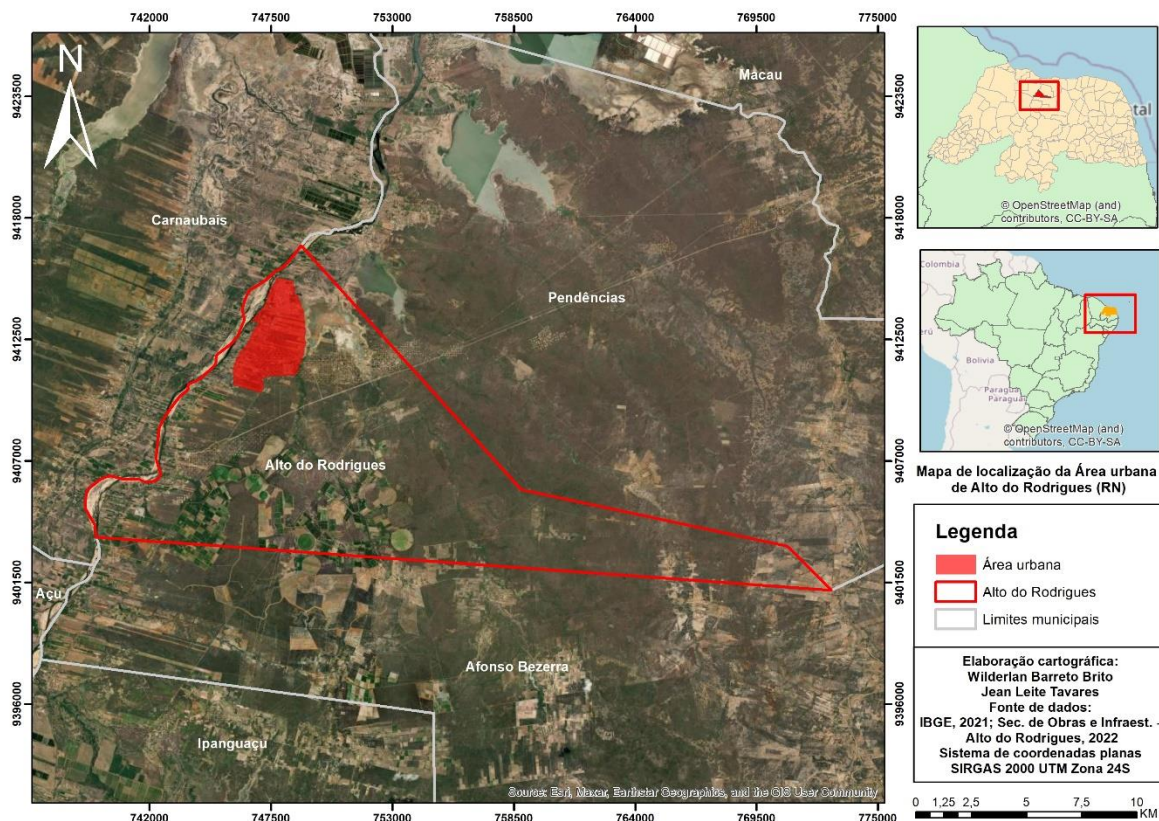 742000 747500 753000 758500 764000 769500 775000
N
Macau
Carnaubais
Pendências
Alto do Rodrigues
Açu
Afonso Bezerra
Ipanguaçu
9423500
9418000
9412500
9407000
9401500
9396000
9423500
9418000
9412500
9407000
9401500
9396000
Source: Esri, Maxar, Earthstar Geographics, and the GIS User Community
742000 747500 753000 758500 764000 769500 775000
tal
© OpenStreetMap (and)
contributors, CC-BY-SA
Colombia
erú
Bolivia
Paragua
Paraguai
© OpenStreetMap (and)
contributors, CC-BY-SA
Mapa de localização da Área urbana
de Alto do Rodrigues (RN)
Legenda
Área urbana
Alto do Rodrigues
Limites municipais
Elaboração cartográfica:
Wilderlan Barreto Brito
Jean Leite Tavares
Fonte de dados:
IBGE, 2021; Sec. de Obras e Infraest. -
Alto do Rodrigues, 2022
Sistema de coordenadas planas
SIRGAS 2000 UTM Zona 24S
0 1,25 2,5 5 7,5 10
KM